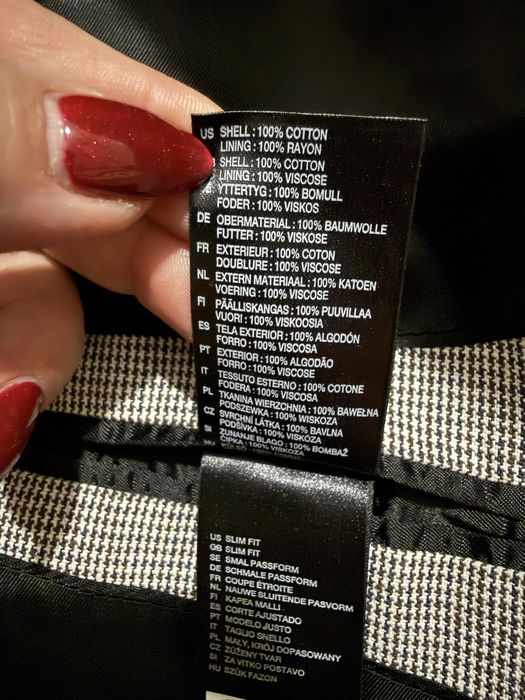 US SHELL : 100% COTTON
LINING : 100% RAYON
SHELL : 100% COTTON
LINING : 100% VISCOSE
YTTERTYG : 100% BOMULL
FODER : 100% VISKOS
DE OBERMATERIAL : 100% BAUMWOLLE
FUTTER : 100% VISKOSE
FR EXTERIEUR : 100% COTON
DOUBLURE : 100% VISCOSE
NL EXTERN MATERIAAL : 100% KATOEN
VOERING : 100% VISCOSE
FI PÄÄLLISKANGAS : 100% PUUVILLAA
VUORI : 100% VISKOOSIA
ES TELA EXTERIOR : 100% ALGODÓN
FORRO : 100% VISCOSA
PT EXTERIOR : 100% ALGODÃO
FORRO : 100% VISCOSE
IT TESSUTO ESTERNO : 100% COTONE
FODERA : 100% VISCOSA
PL TKANINA WIERZCHNIA : 100% BAWEŁNA
PODSZEWKA : 100% WISKOZA
CZ SVRCHNÍ LÁTKA : 100% BAVLNA
PODŠÍVKA : 100% VISKOZA
SI ZUNANJE BLAGO : 100% BOMBAŽ
ČIPKA : 100% VISKOZA
HU
US SLIM FIT
GB SLIM FIT
SE SMAL PASSFORM
DE SCHMALE PASSFORM
FR COUPE ÉTROITE
NL NAUWE SLUITENDE PASVORM
FI KAPEA MALLI
ES CORTE AJUSTADO
PT MODELO JUSTO
IT TAGLIO SNELLO
PL MAŁY, KRÓJ DOPASOWANY
CZ ZÚŽENÝ TVAR
SI ZA VITKO POSTAVO
HU SZŰK FAZON